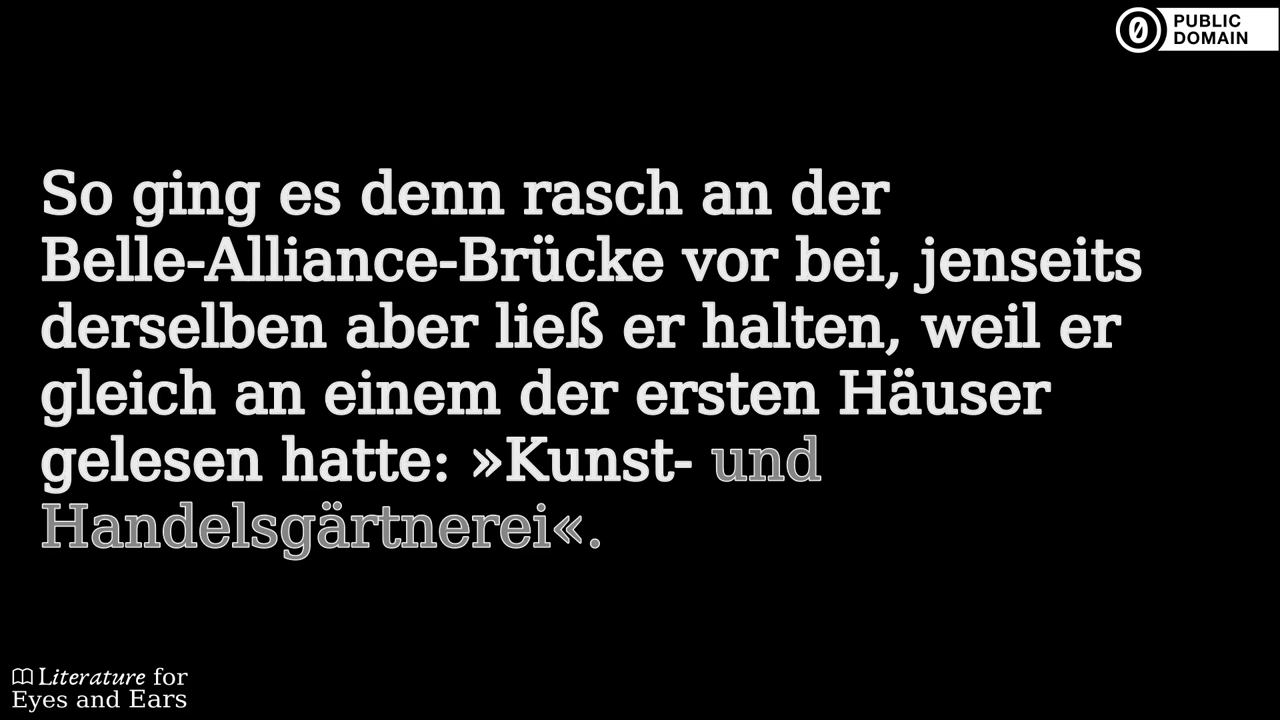 PUBLIC
DOMAIN
So ging es denn rasch an der
Belle-Alliance-Brücke vor bei, jenseits
derselben aber ließ er halten, weil er
gleich an einem der ersten Häuser
gelesen hatte: »Kunst- und
Handelsgärtnerei«.
Literature for
Eyes and Ears